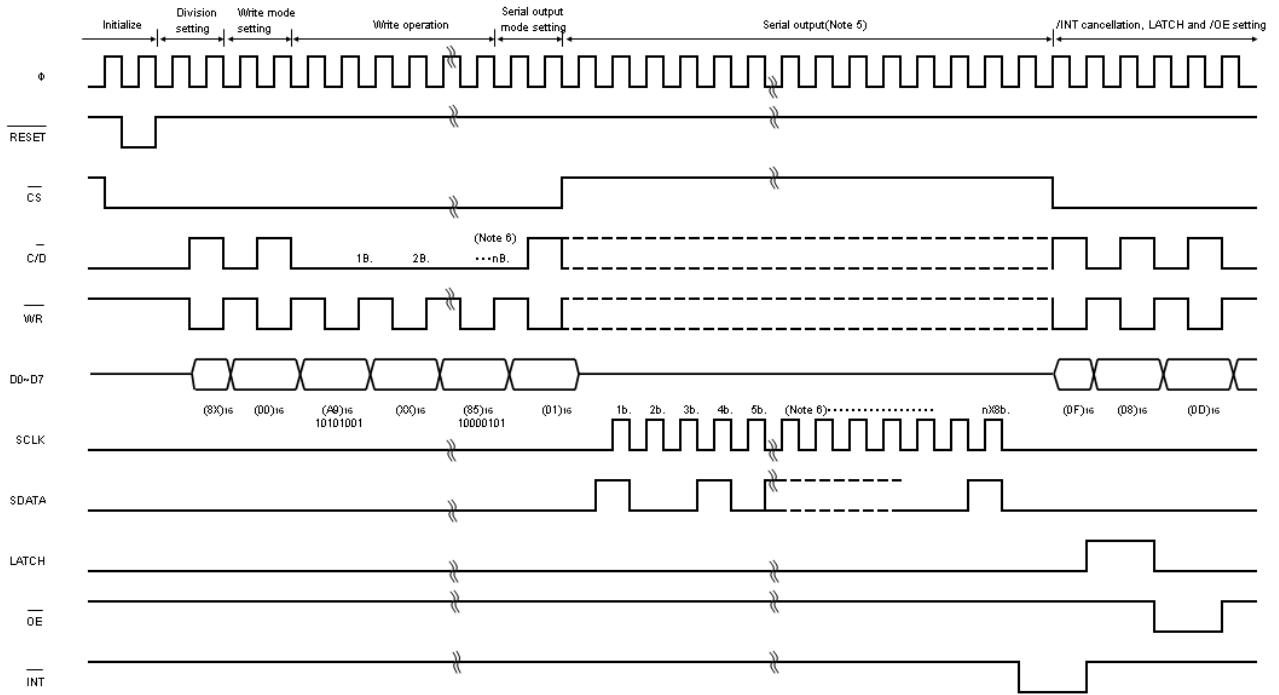 Initialize
Division
setting
Write mode
setting
Write operation
Serial output
mode setting
Serial output(Note 5)
/INT cancellation, LATCH and /OE setting
Φ
RESET
CS
C/D
1B.
2B.
(Note 6)
···nB.
WR
D0~D7
(8X)16
(00)16
(A9)16
10101001
(XX)16
(85)16
10000101
(01)16
1b.
2b.
3b.
4b.
5b.
(Note 6)··················
nX8b.
(0F)16
(08)16
(0D)16
SCLK
SDATA
LATCH
OE
INT